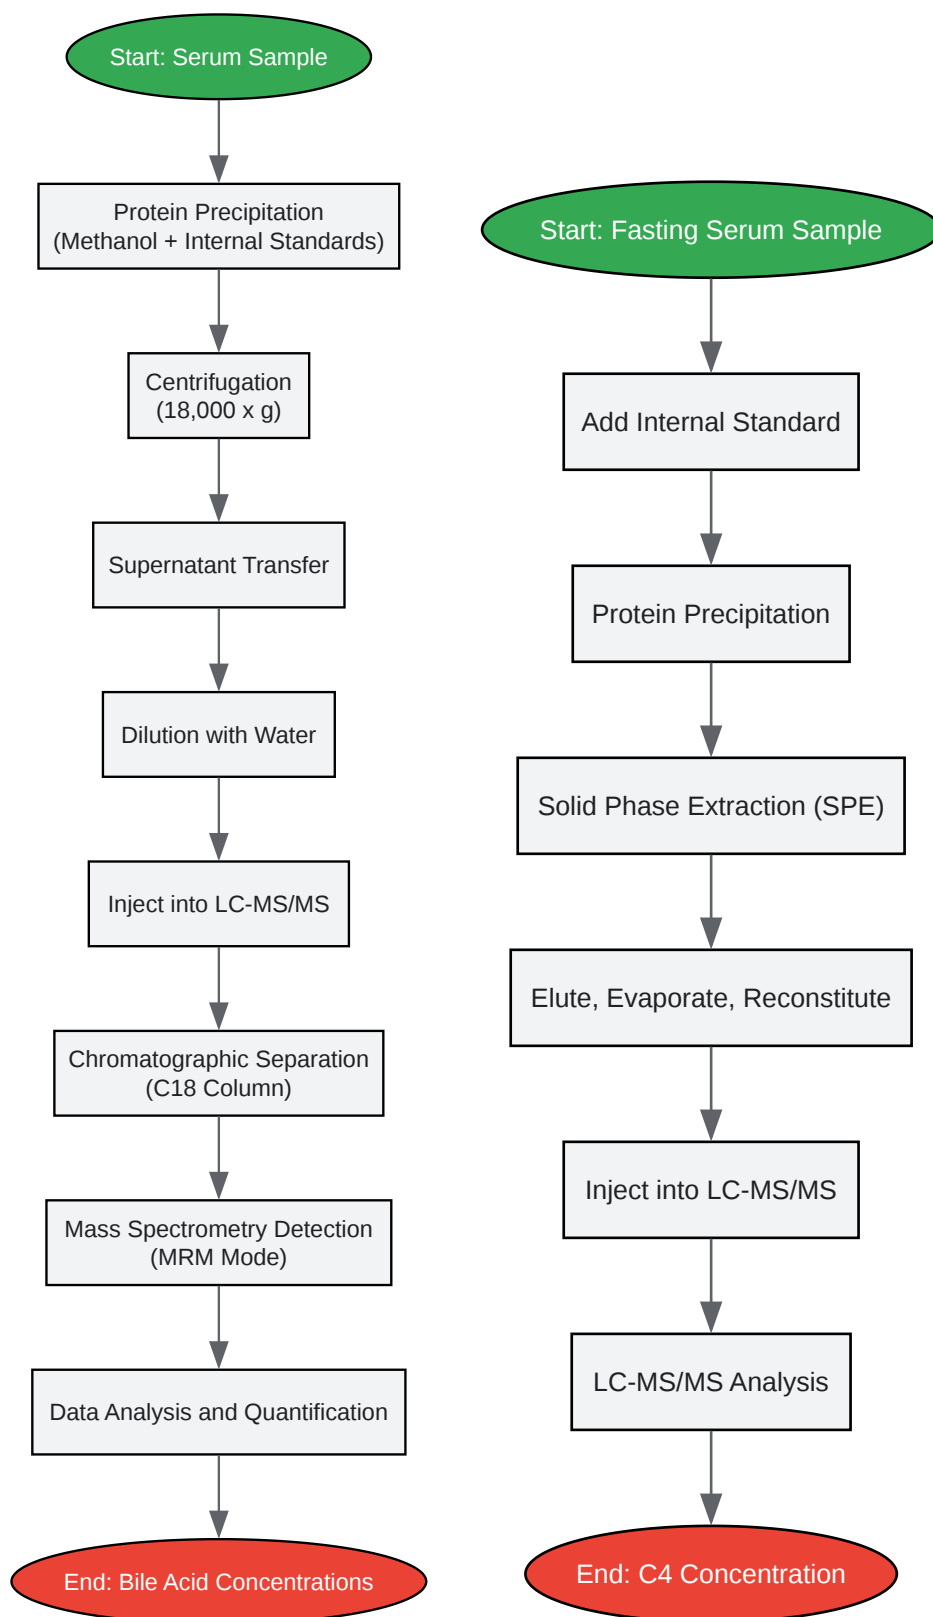 Start: Serum Sample
Protein Precipitation
(Methanol + Internal Standards)
Centrifugation
(18,000 x g)
Supernatant Transfer
Dilution with Water
Inject into LC-MS/MS
Chromatographic Separation
(C18 Column)
Mass Spectrometry Detection
(MRM Mode)
Data Analysis and Quantification
End: Bile Acid Concentrations
Start: Fasting Serum Sample
Add Internal Standard
Protein Precipitation
Solid Phase Extraction (SPE)
Elute, Evaporate, Reconstitute
Inject into LC-MS/MS
LC-MS/MS Analysis
End: C4 Concentration